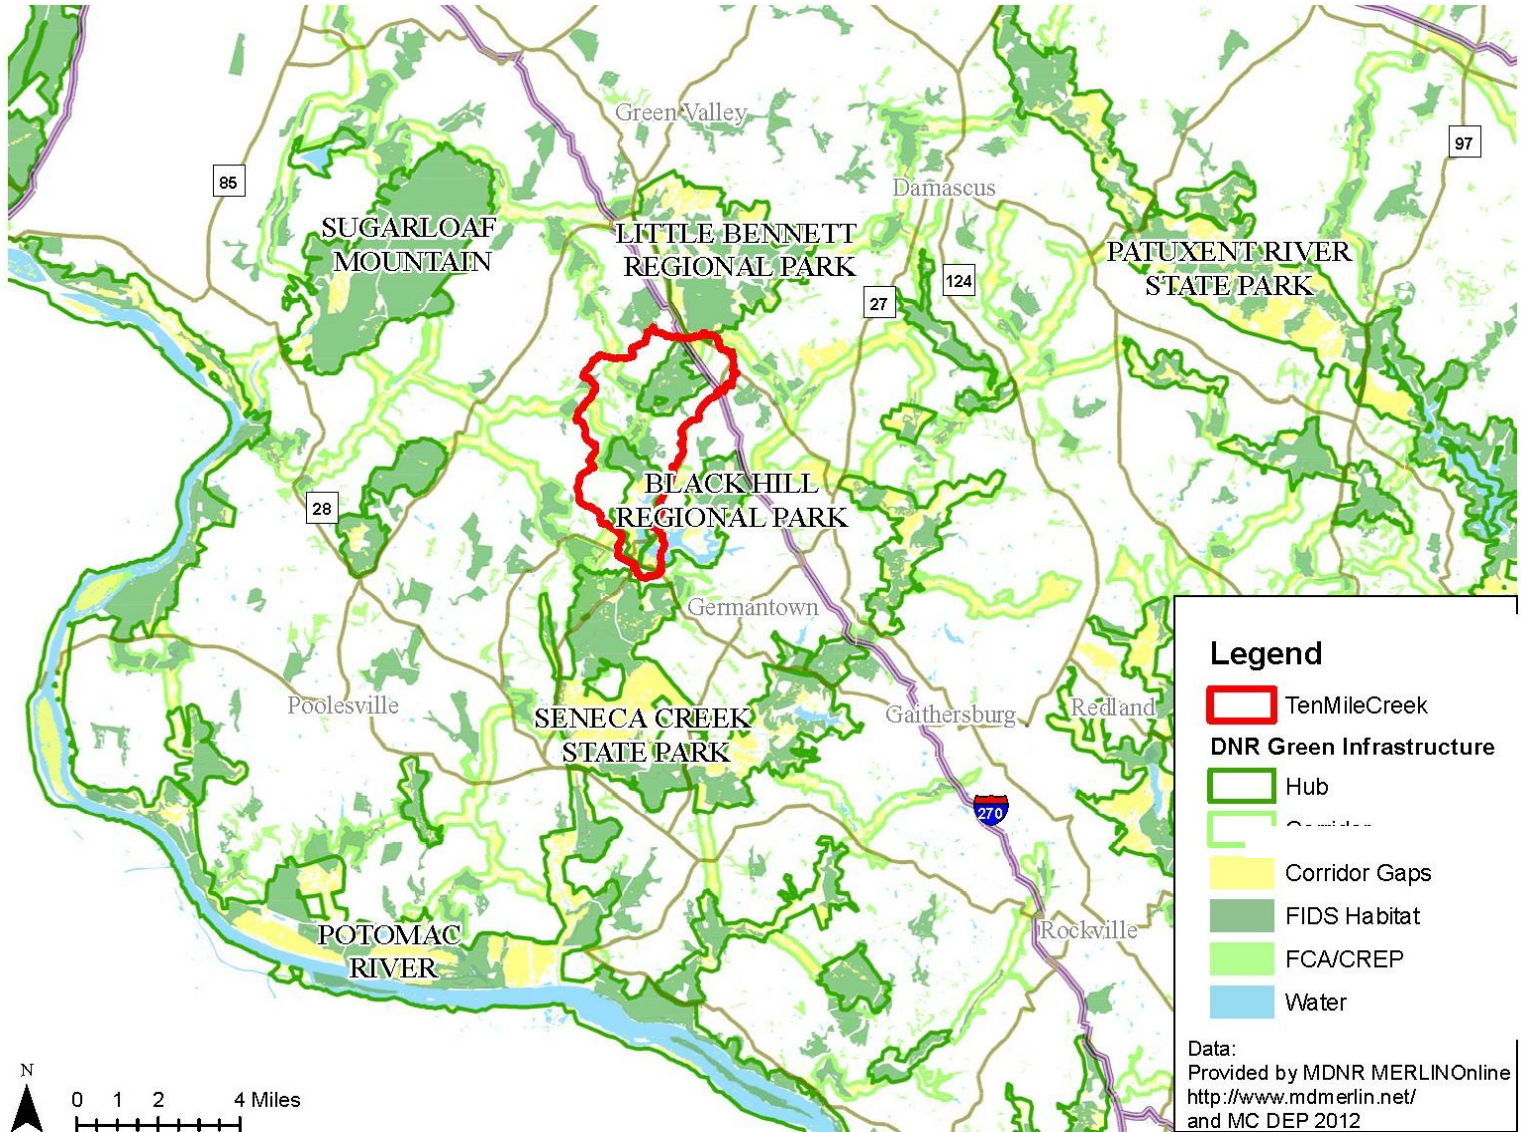 Green Valley
97
85
Damascus
SUGARLOAF
MOUNTAIN
LITTLE BENNETT
REGIONAL PARK
PATUXENT RIVER
STATE PARK
124
27
BLACK HILL
REGIONAL PARK
28
Germantown
Poolesville
SENECA CREEK
STATE PARK
Gaithersburg
Redland
270
Rockville
POTOMAC
RIVER
Legend
TenMileCreek
DNR Green Infrastructure
Hub
Corridor Gaps
FIDS Habitat
FCA/CREP
Water
Data:
Provided by MDNR MERLINOnline
http://www.mdmerlin.net/
and MC DEP 2012
N
0 1 2 4 Miles